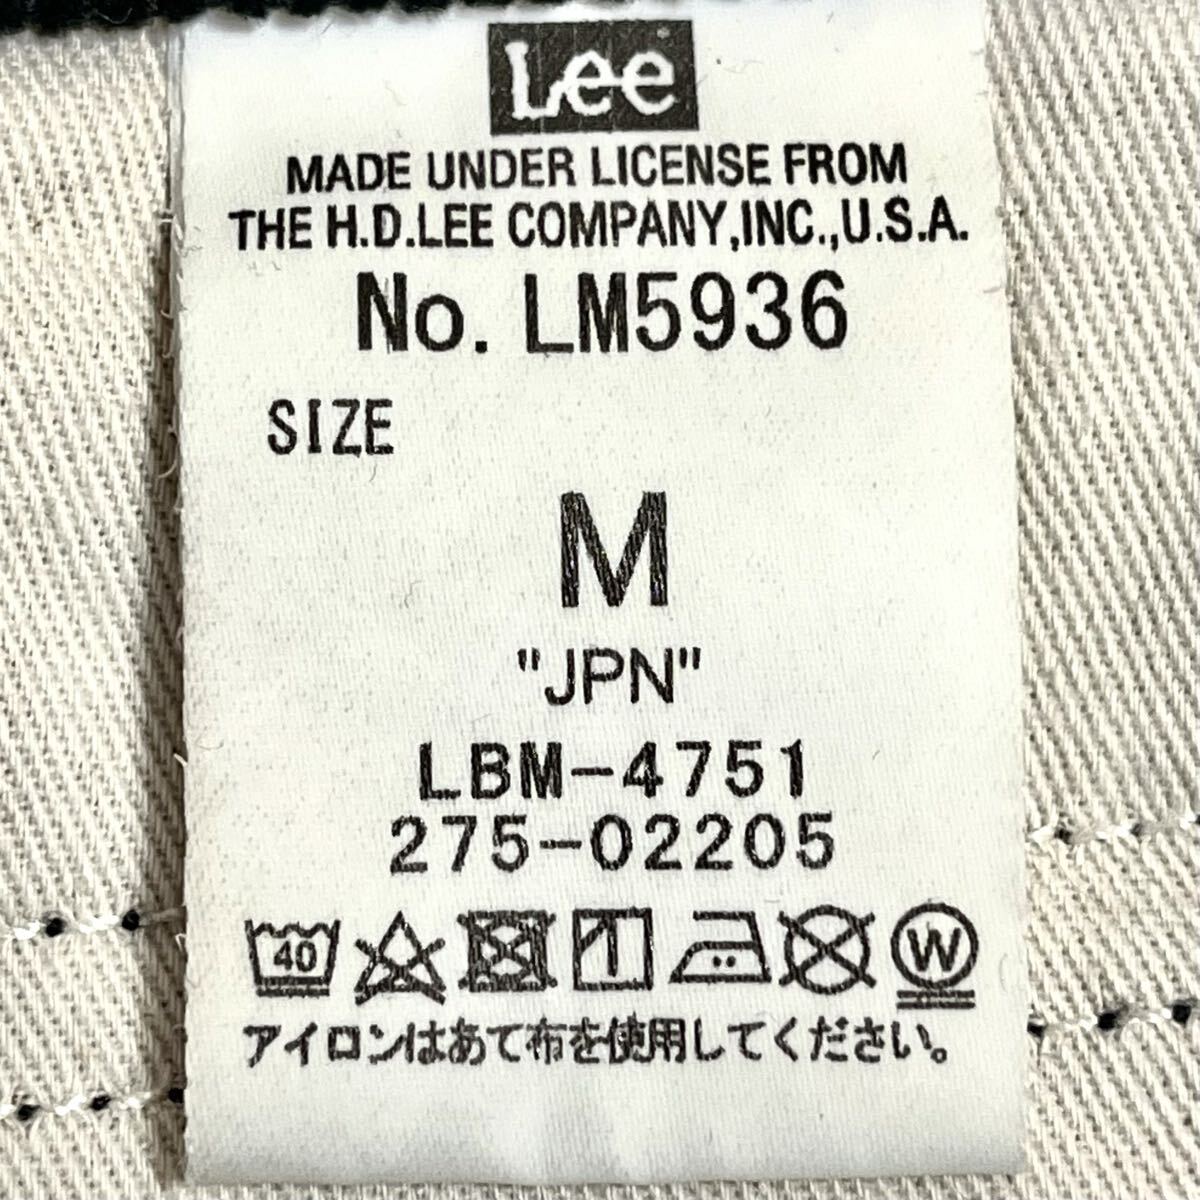 Lee
MADE UNDER LICENSE FROM
THE H.D.LEE COMPANY,INC.,U.S.A.
No. LM5936
SIZE
M
"JPN"
LBM-4751
275-02205
40 W
アイロンはあて布を使用してください。